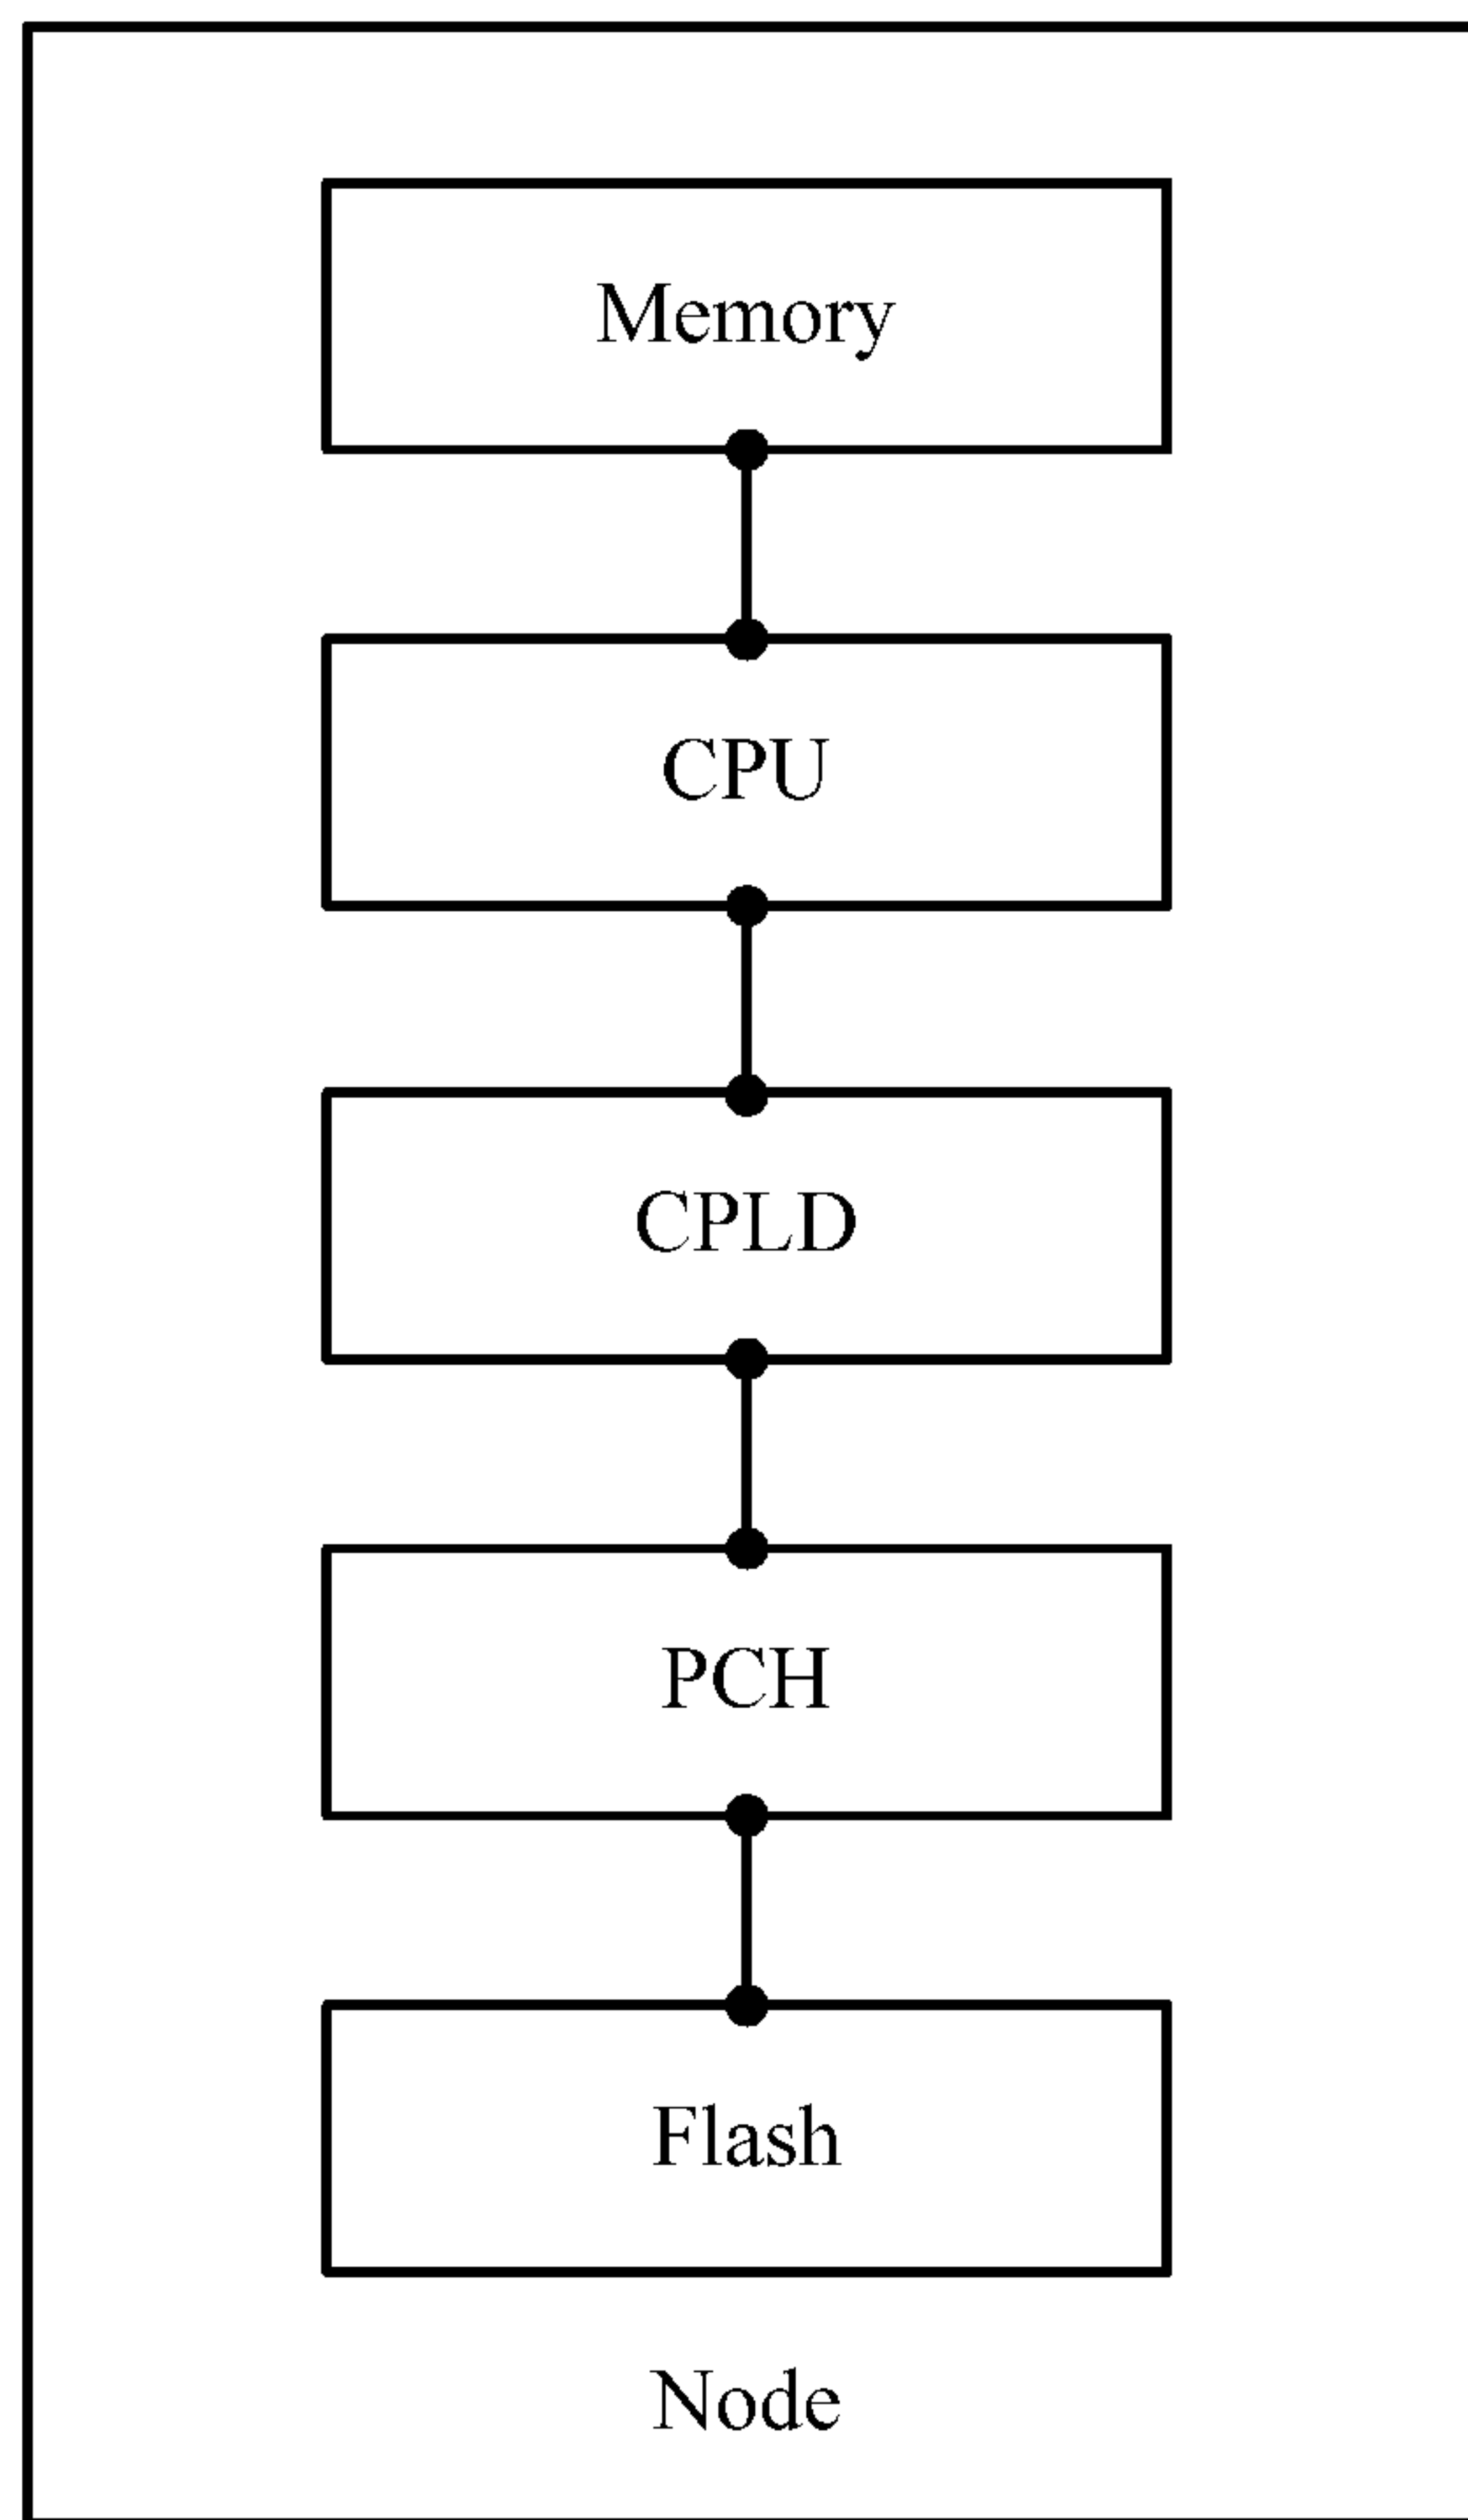 Memory
CPU
CPLD
PCH
Flash
Node